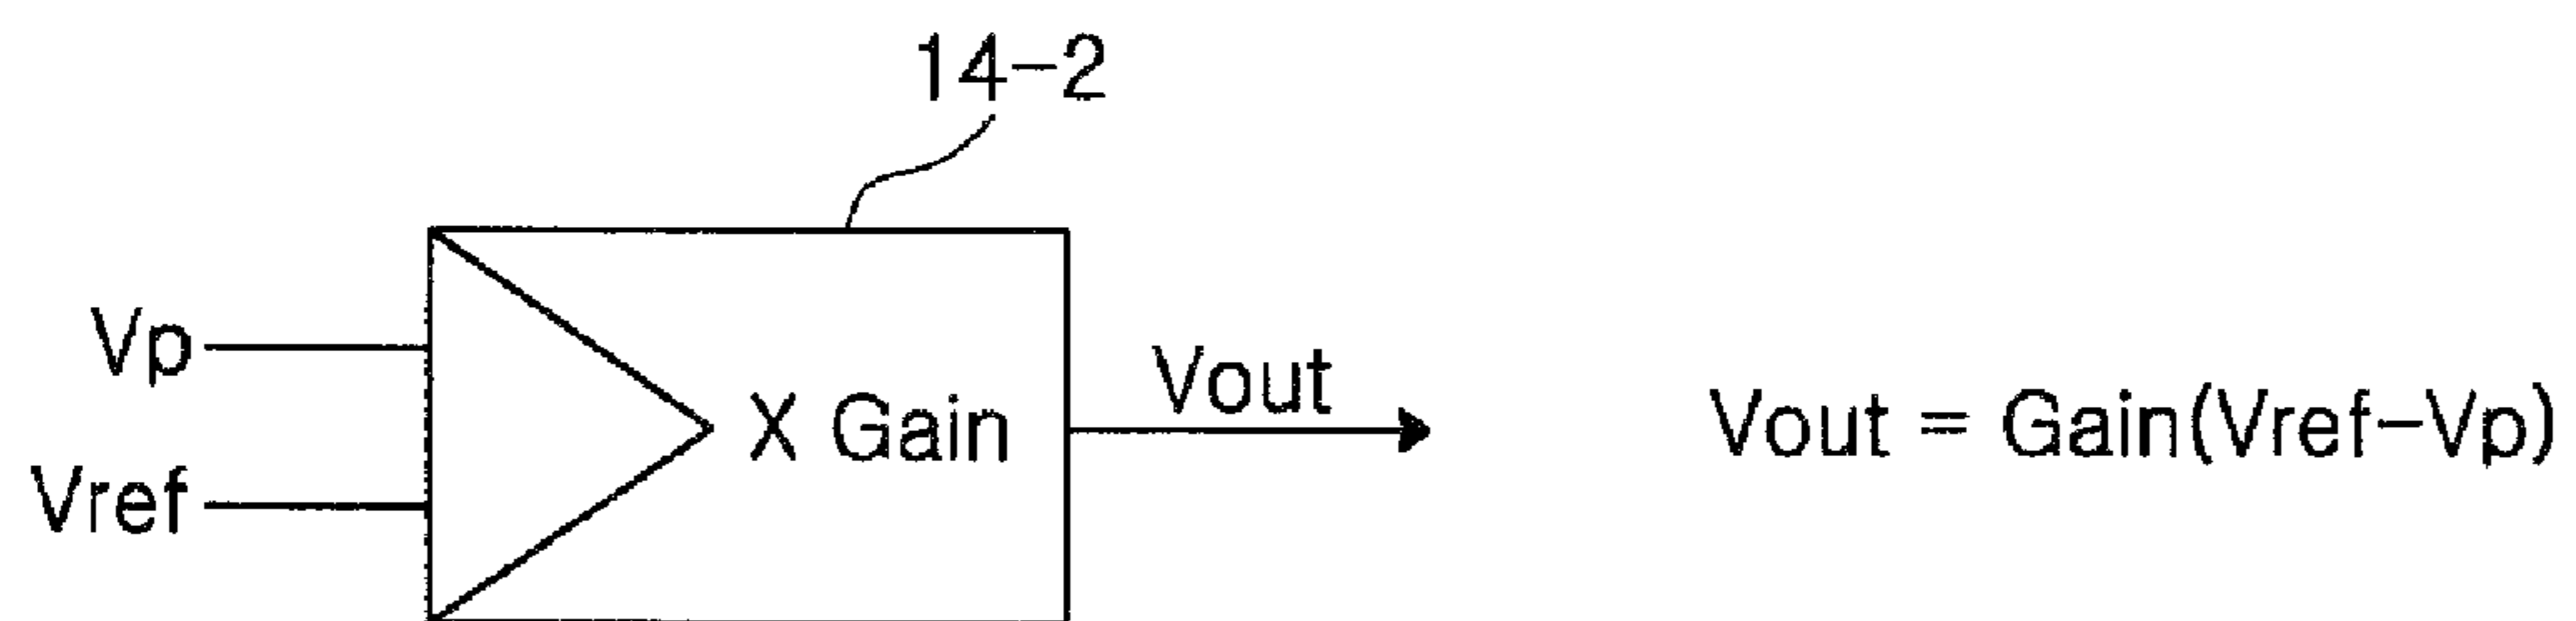 14-2
Vp
Vref
X Gain
Vout
Vout = Gain(Vref-Vp)